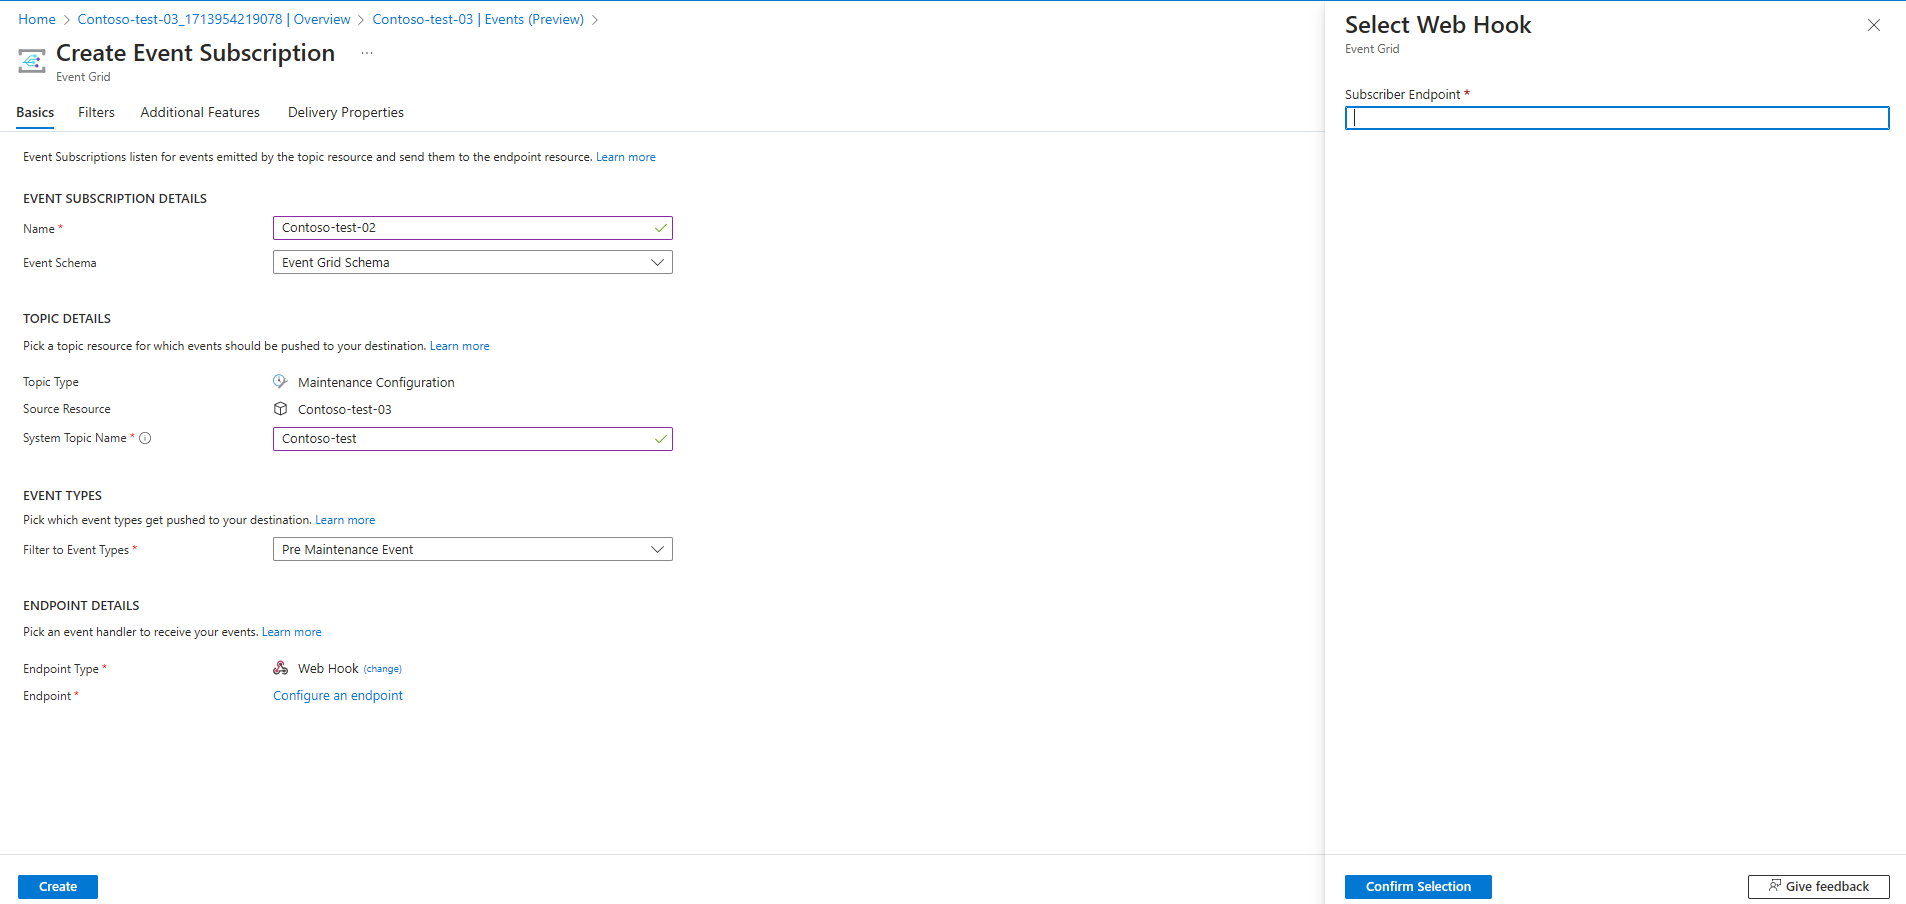 Home > Contoso-test-03_1713954219078 | Overview > Contoso-test-03 | Events (Preview) >
Create Event Subscription ...
Event Grid
Basics Filters Additional Features Delivery Properties
Event Subscriptions listen for events emitted by the topic resource and send them to the endpoint resource. Learn more
EVENT SUBSCRIPTION DETAILS
Name * Contoso-test-02
Event Schema Event Grid Schema
TOPIC DETAILS
Pick a topic resource for which events should be pushed to your destination. Learn more
Topic Type Maintenance Configuration
Source Resource Contoso-test-03
System Topic Name * Contoso-test
EVENT TYPES
Pick which event types get pushed to your destination. Learn more
Filter to Event Types * Pre Maintenance Event
ENDPOINT DETAILS
Pick an event handler to receive your events. Learn more
Endpoint Type * Web Hook (change)
Endpoint * Configure an endpoint
Create
Select Web Hook
Event Grid
Subscriber Endpoint *
Confirm Selection Give feedback